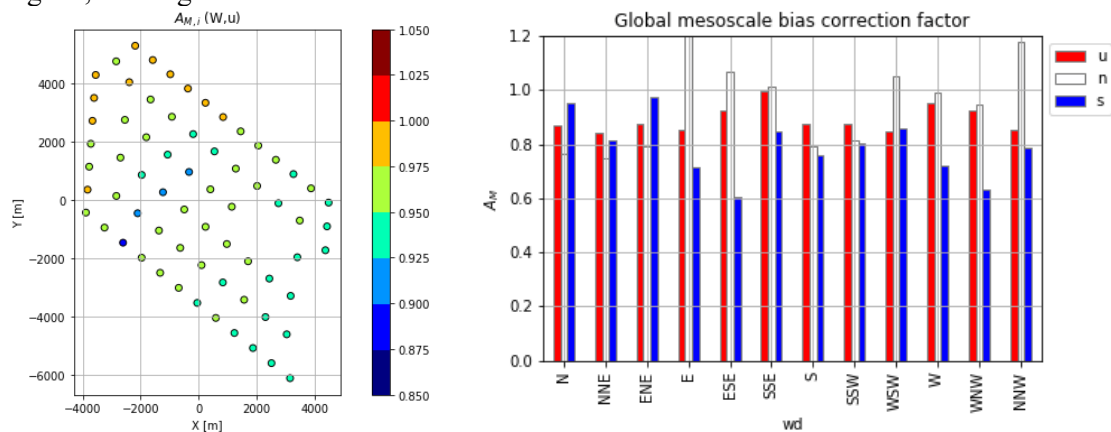 A_M,i (W,u)
4000
2000
0
−2000
−4000
−6000
Y [m]
−4000 −2000 0 2000 4000
X [m]
1.050
1.025
1.000
0.975
0.950
0.925
0.900
0.875
0.850
Global mesoscale bias correction factor
1.2
1.0
0.8
0.6
0.4
0.2
0.0
A_M
N NNE ENE E ESE SSE S SSW WSW W WNW NNW
wd
u
n
s